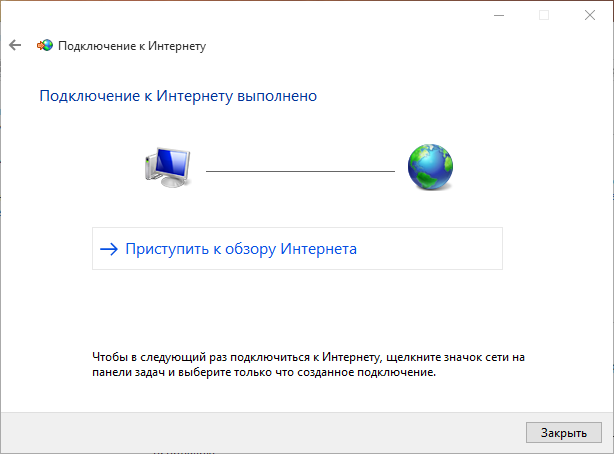 Подключение к Интернету
Подключение к Интернету выполнено
Приступить к обзору Интернета
Чтобы в следующий раз подключиться к Интернету, щелкните значок сети на
панели задач и выберите только что созданное подключение.
Закрыть